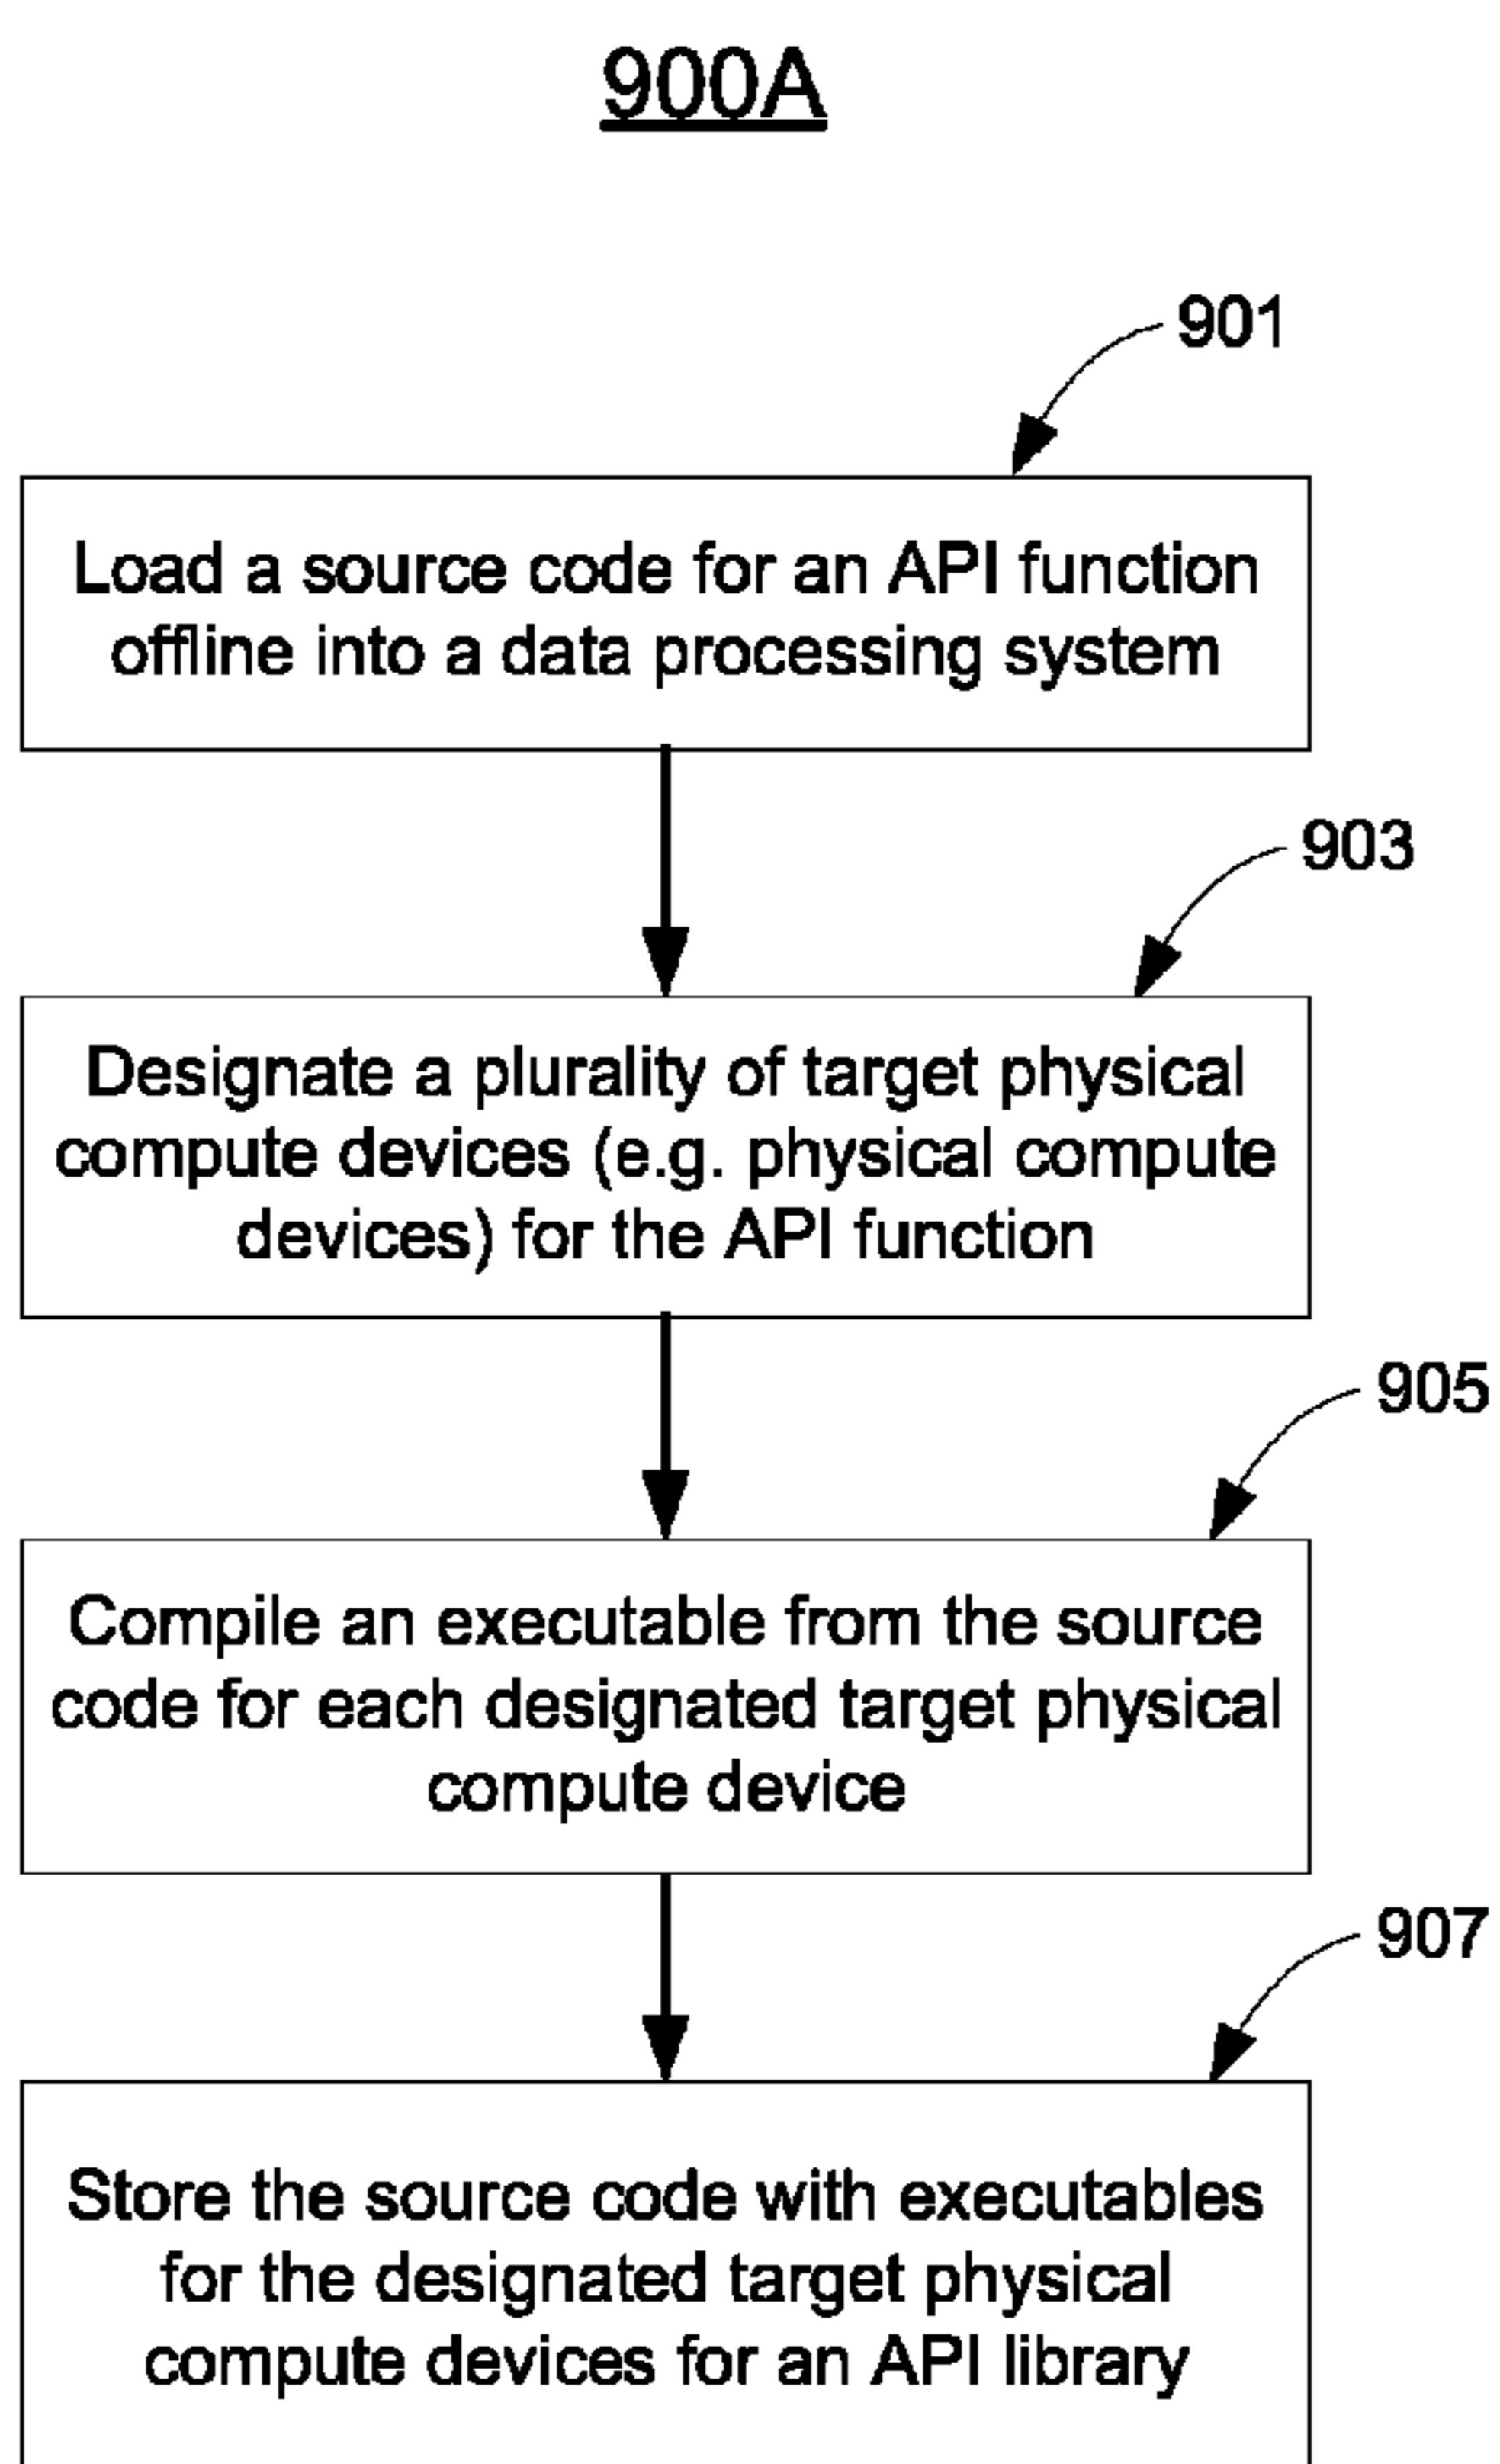 900A
901
Load a source code for an API function
offline into a data processing system
903
Designate a plurality of target physical
compute devices (e.g. physical compute
devices) for the API function
905
Compile an executable from the source
code for each designated target physical
compute device
907
Store the source code with executables
for the designated target physical
compute devices for an API library